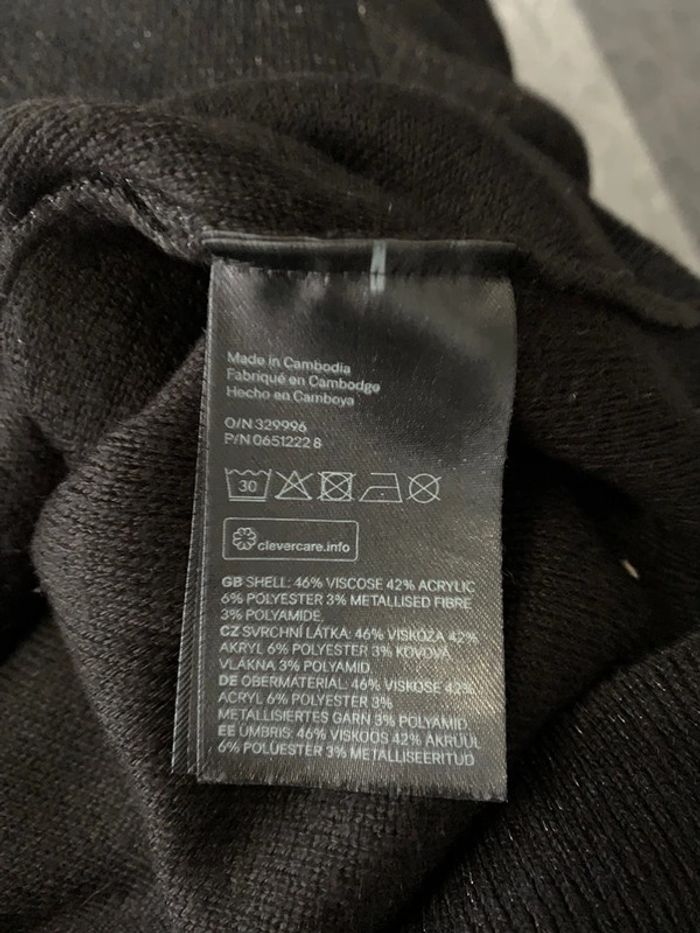 Made in Cambodia
Fabriqué en Cambodge
Hecho en Camboya
O/N 329996
P/N 0651222 8
30
clevercare.info
GB SHELL: 46% VISCOSE 42% ACRYLIC
6% POLYESTER 3% METALLISED FIBRE
3% POLYAMIDE.
CZ SVRCHNÍ LÁTKA: 46% VISKÓZA 42%
AKRYL 6% POLYESTER 3% KOVOVÁ
VLÁKNA 3% POLYAMID.
DE OBERMATERIAL: 46% VISKOSE 42%
ACRYL 6% POLYESTER 3%
METALLISIERTES GARN 3% POLYAMID.
EE ÜMBRIS: 46% VISKOOS 42% AKRÜÜL
6% POLÜESTER 3% METALLISEERITUD